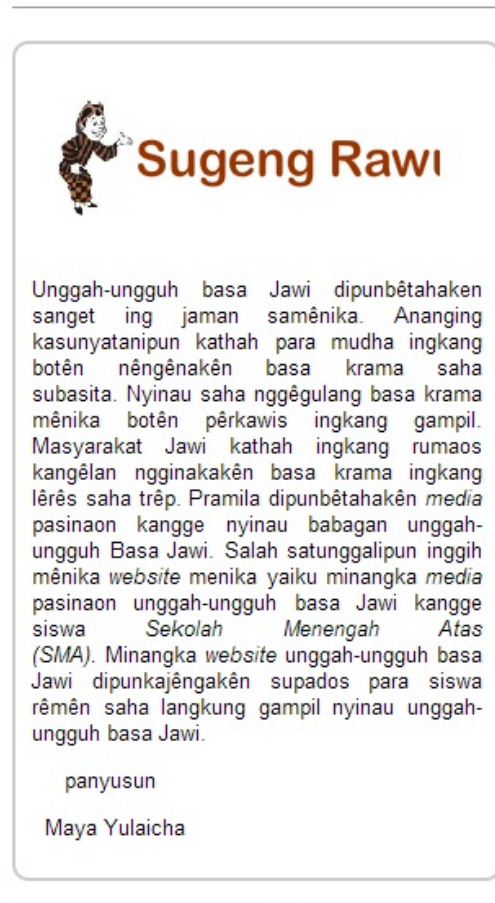 Sugeng Rawı
Unggah-ungguh basa Jawi dipunbêtahaken
sanget ing jaman samênika. Ananging
kasunyatanipun kathah para mudha ingkang
botên nêngênakên basa krama saha
subasita. Nyinau saha nggêgulang basa krama
mênika botên pêrkawis ingkang gampil.
Masyarakat Jawi kathah ingkang rumaos
kangêlan ngginakakên basa krama ingkang
lêrês saha trêp. Pramila dipunbêtahakên media
pasinaon kangge nyinau babagan unggah-
ungguh Basa Jawi. Salah satunggalipun inggih
mênika website menika yaiku minangka media
pasinaon unggah-ungguh basa Jawi kangge
siswa Sekolah Menengah Atas
(SMA). Minangka website unggah-ungguh basa
Jawi dipunkajêngakên supados para siswa
rêmên saha langkung gampil nyinau unggah-
ungguh basa Jawi.
panyusun
Maya Yulaicha